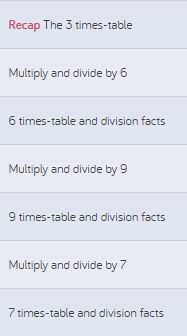 Recap The 3 times-table
Multiply and divide by 6
6 times-table and division facts
Multiply and divide by 9
9 times-table and division facts
Multiply and divide by 7
7 times-table and division facts